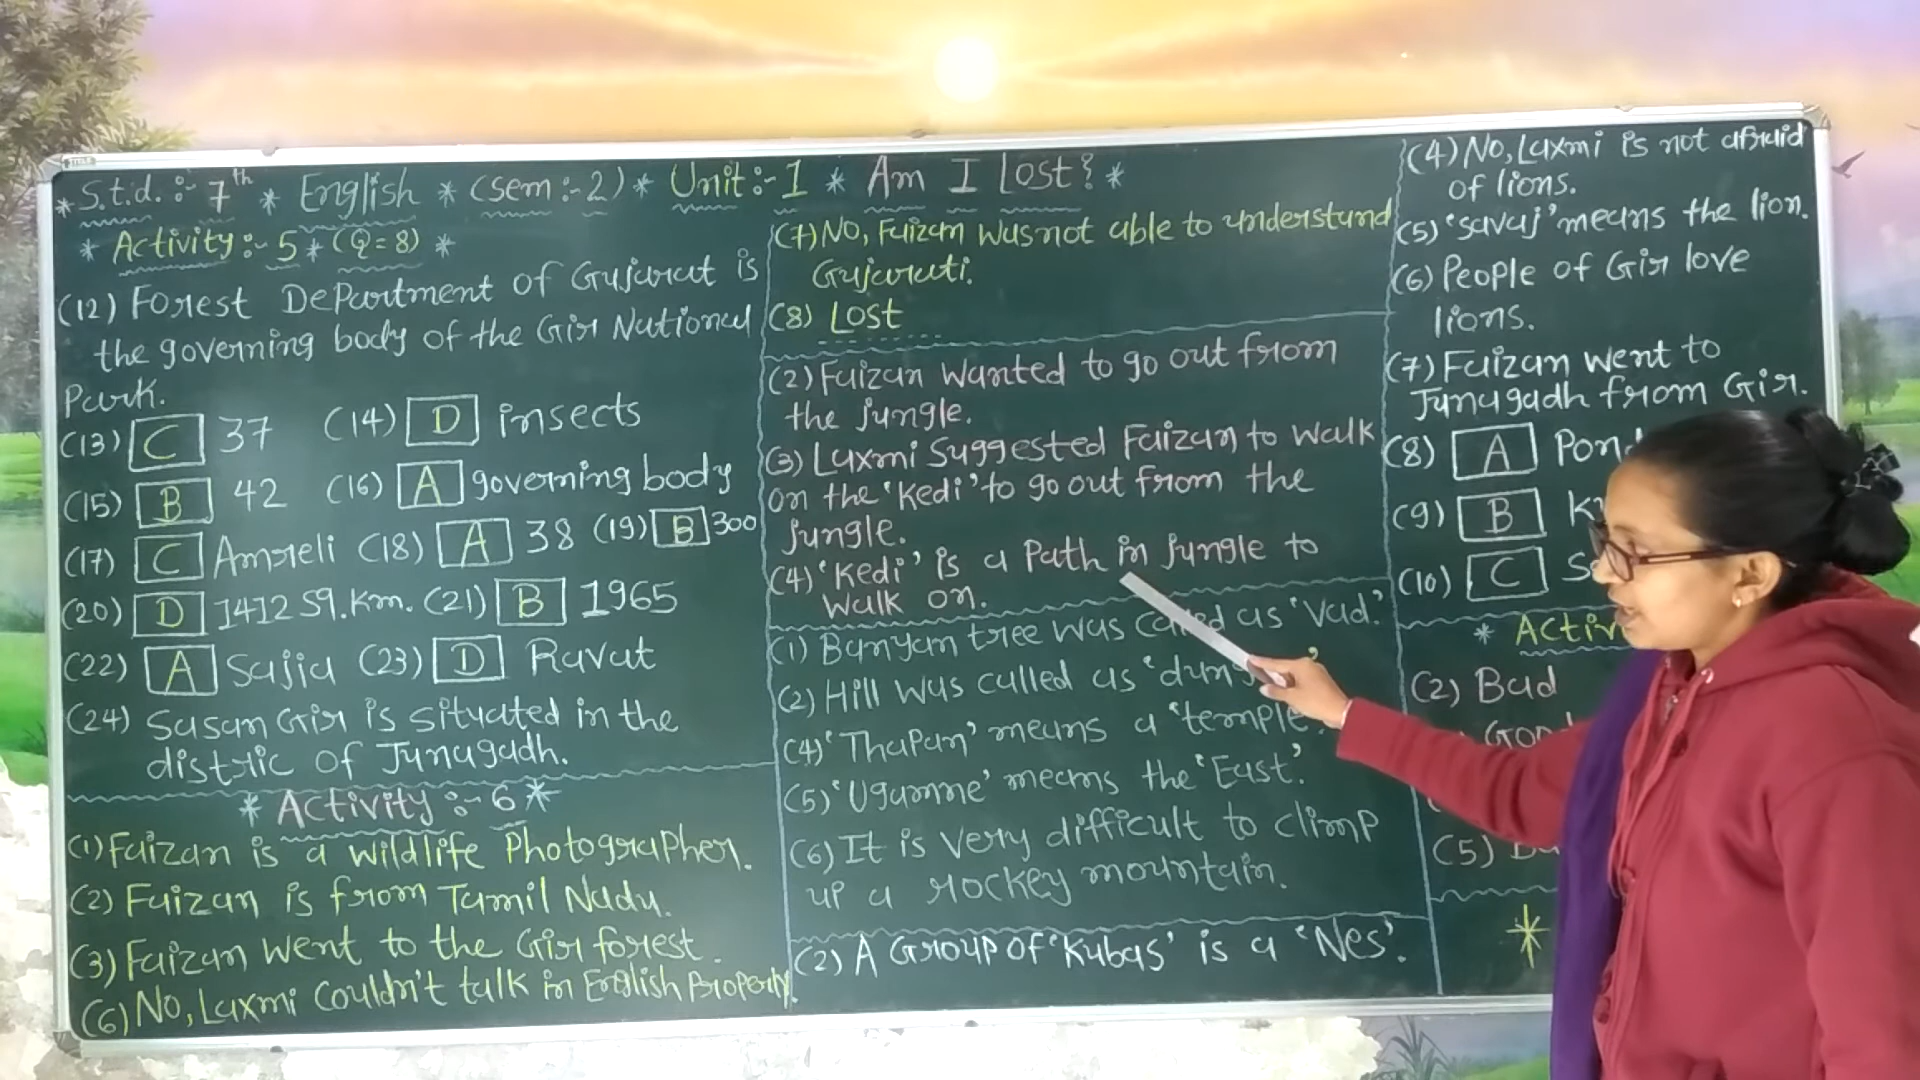 * S.t.d. :- 7th * English * (sem :- 2) * Unit :- 1 * Am I Lost? *
* Activity :- 5 * (Q = 8) *
(12) Forest Department of Gujarat is
the governing body of the Gir National
Park.
(13) C 37 (14) D insects
(15) B 42 (16) A governing body
(17) C Amreli (18) A 38 (19) B 300
(20) D 1412 sq. km. (21) B 1965
(22) A Sajia (23) D Ravat
(24) Sasan Gir is situated in the
distric of Junagadh.
* Activity :- 6 *
(1) Faizan is a wildlife Photographer.
(2) Faizan is from Tamil Nadu.
(3) Faizan went to the Gir forest.
(6) No, Laxmi Couldn't talk in English Properly.
(7) No, Faizan was not able to understand
Gujarati.
(8) Lost
(2) Faizan wanted to go out from
the jungle.
(3) Laxmi Suggested Faizan to walk
on the 'Kedi' to go out from the
jungle.
(4) 'Kedi' is a Path in jungle to
walk on.
(1) Banyan tree was called as 'Vad.'
(2) Hill was called as
(4) 'Thapan' means a 'temple'.
(5) 'Ugamne' means the 'East'.
(6) It is very difficult to climp
up a rockey mountain.
(2) A Group of 'Kubas' is a 'Nes'.
(4) No, Laxmi is not afraid
of lions.
(5) 'savaj' means the lion.
(6) People of Gir love
lions.
(7) Faizan went to
Junagadh from Gir.
(8) A
(9) B
(10) C
*
(2) Bad
(5)
*